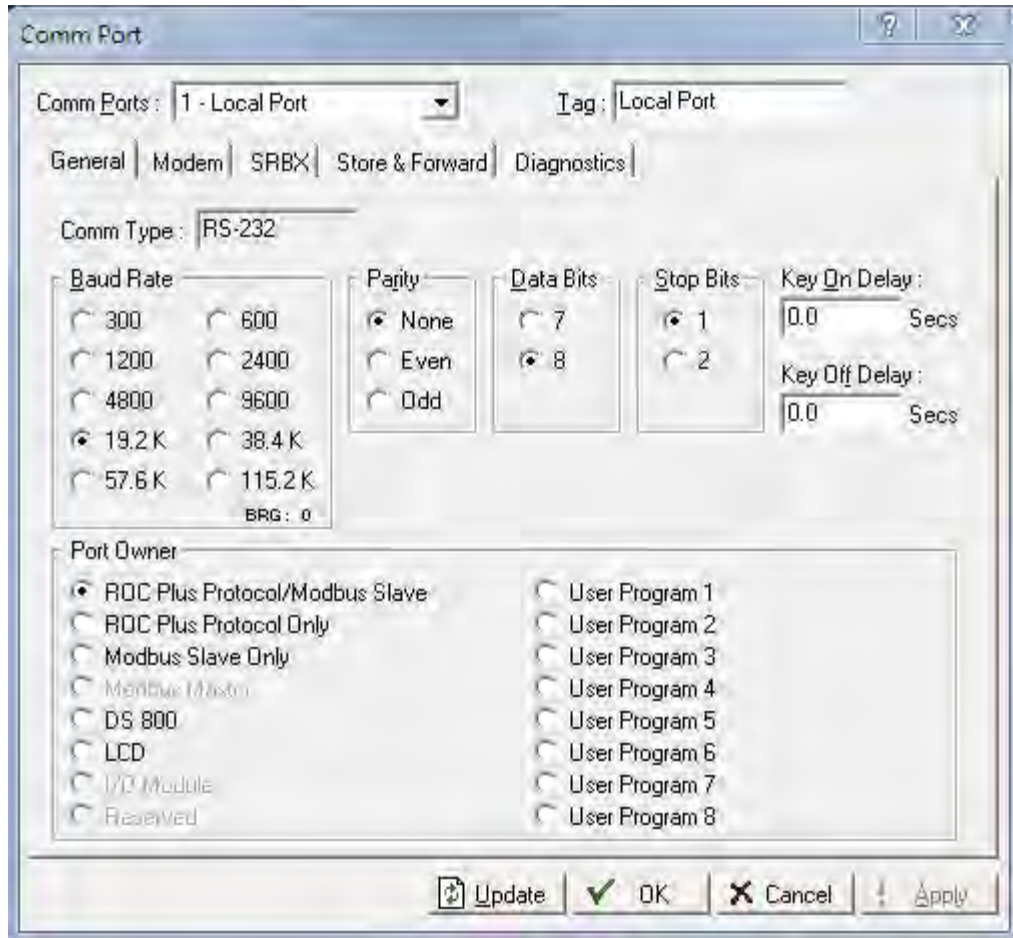 Comm Port
Comm Ports : 1 - Local Port Tag : Local Port
General Modem SRBX Store & Forward Diagnostics
Comm Type : RS-232
Baud Rate Parity Data Bits Stop Bits Key On Delay :
300 600 None 7 1 0.0 Secs
1200 2400 Even 8 2 Key Off Delay :
4800 9600 Odd 0.0 Secs
19.2 K 38.4 K
57.6 K 115.2 K
BRG : 0
Port Owner
ROC Plus Protocol/Modbus Slave User Program 1
ROC Plus Protocol Only User Program 2
Modbus Slave Only User Program 3
Modbus Master User Program 4
DS 800 User Program 5
LCD User Program 6
I/O Module User Program 7
Reserved User Program 8
Update OK Cancel ! Apply